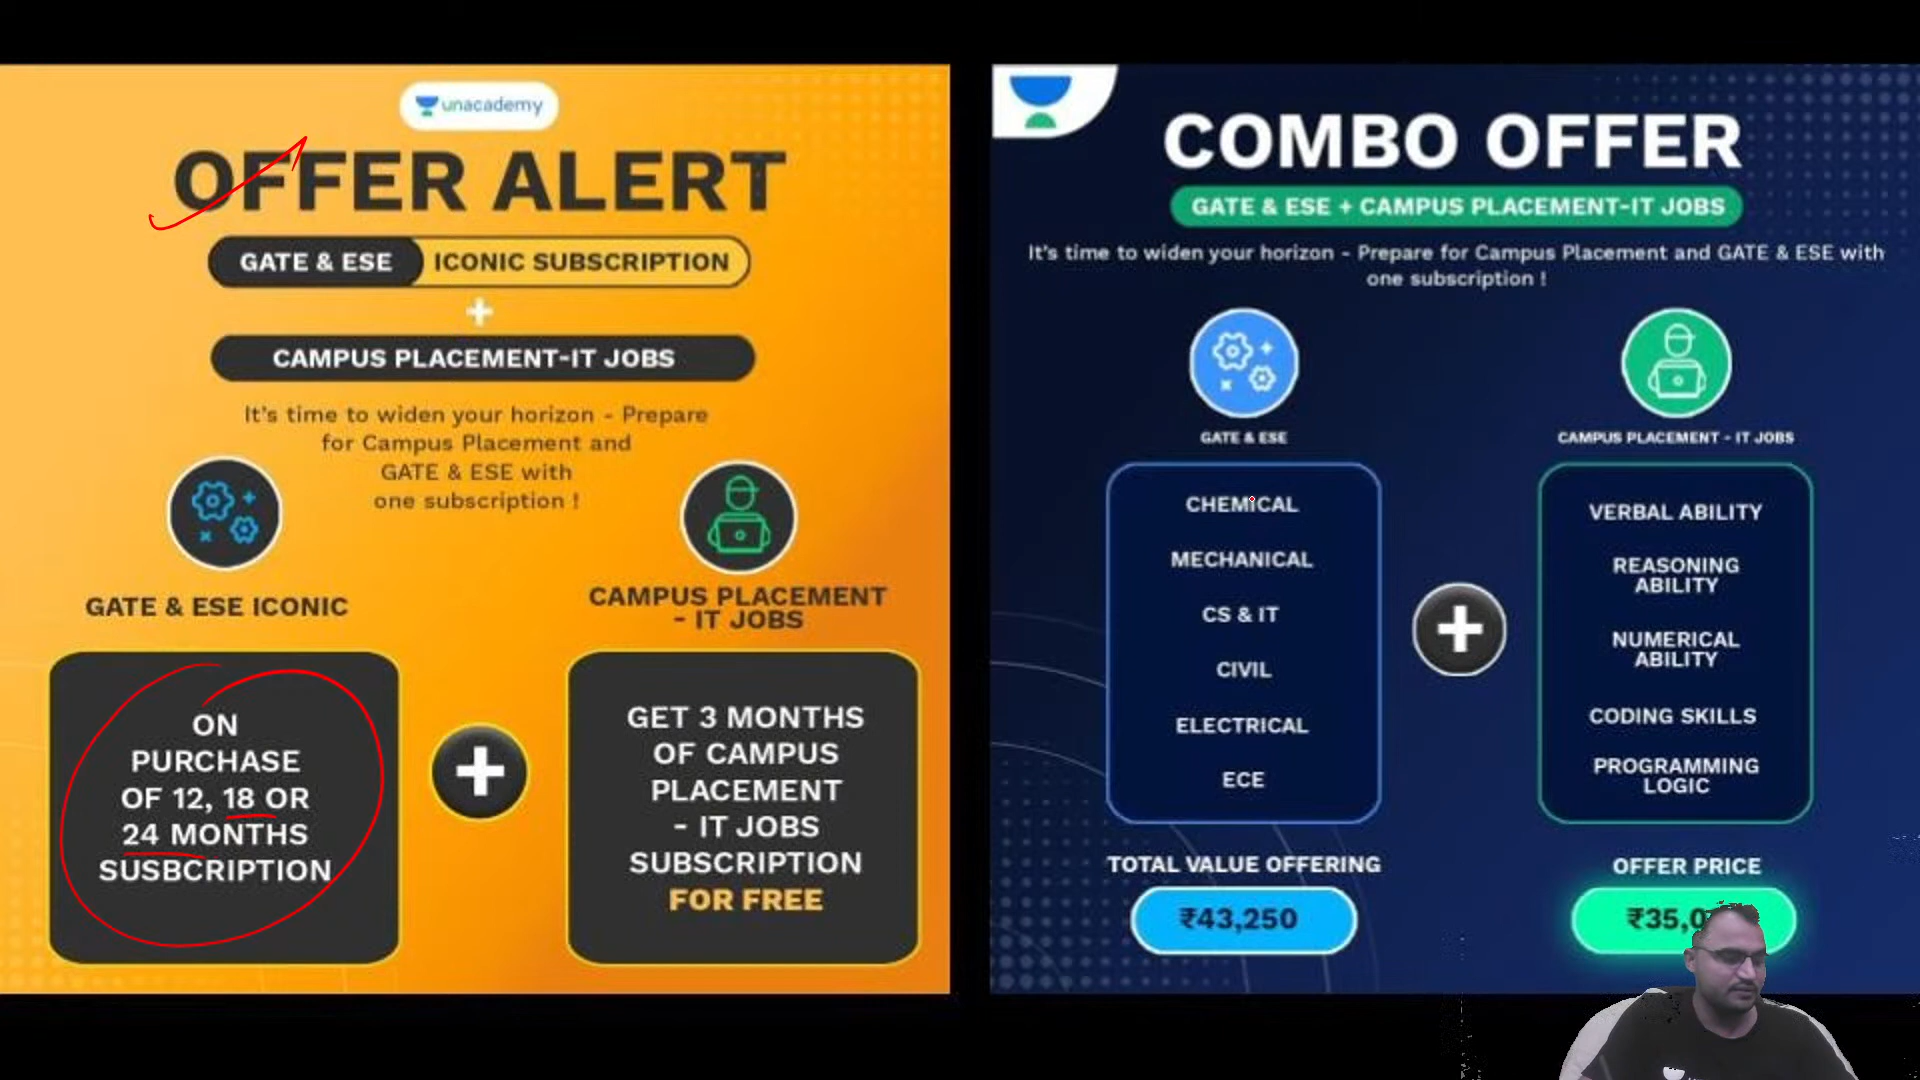 unacademy
OFFER ALERT
GATE & ESE ICONIC SUBSCRIPTION
+
CAMPUS PLACEMENT-IT JOBS
It's time to widen your horizon - Prepare
for Campus Placement and
GATE & ESE with
one subscription !
GATE & ESE ICONIC
CAMPUS PLACEMENT
- IT JOBS
ON
PURCHASE
OF 12, 18 OR
24 MONTHS
SUSBCRIPTION
+
GET 3 MONTHS
OF CAMPUS
PLACEMENT
- IT JOBS
SUBSCRIPTION
FOR FREE
COMBO OFFER
GATE & ESE + CAMPUS PLACEMENT-IT JOBS
It's time to widen your horizon - Prepare for Campus Placement and GATE & ESE with
one subscription !
GATE & ESE
CHEMICAL
MECHANICAL
CS & IT
CIVIL
ELECTRICAL
ECE
+
CAMPUS PLACEMENT - IT JOBS
VERBAL ABILITY
REASONING
ABILITY
NUMERICAL
ABILITY
CODING SKILLS
PROGRAMMING
LOGIC
TOTAL VALUE OFFERING
₹43,250
OFFER PRICE